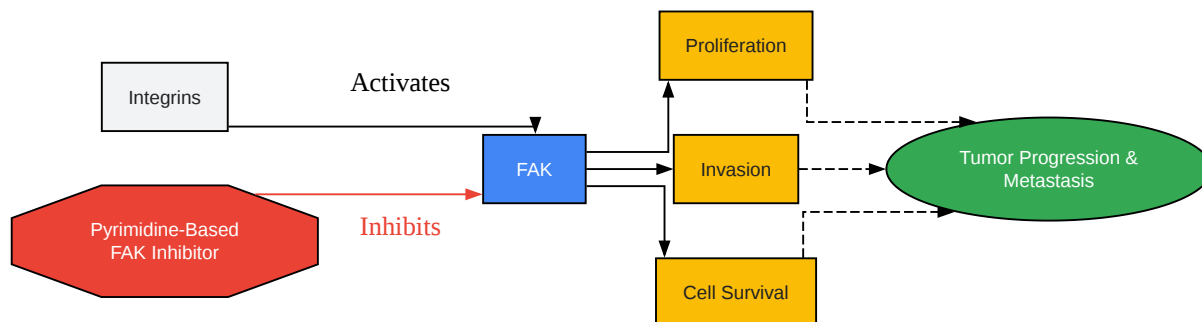 Proliferation
Activates
Integrins
FAK
Invasion
Tumor Progression &
Metastasis
Pyrimidine-Based
FAK Inhibitor
Inhibits
Cell Survival